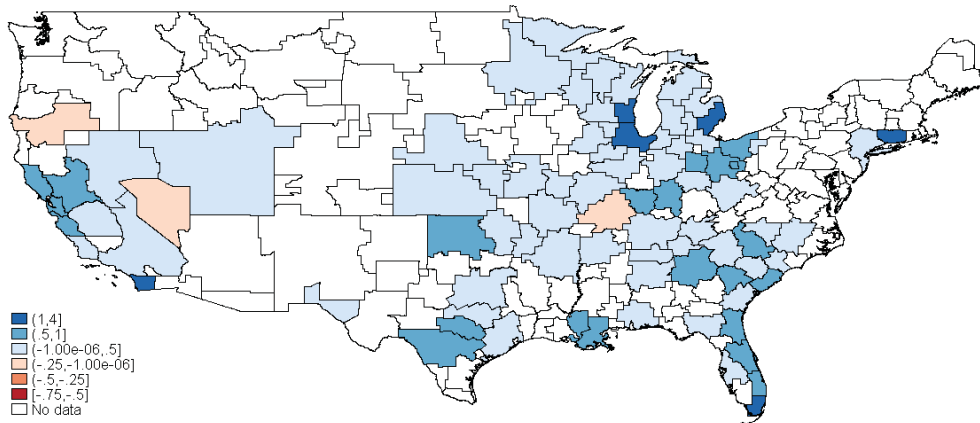 (1,4]
(.5,1]
(-1.00e-06,.5]
(-.25,-1.00e-06]
(-.5,-.25]
[-.75,-.5]
No data